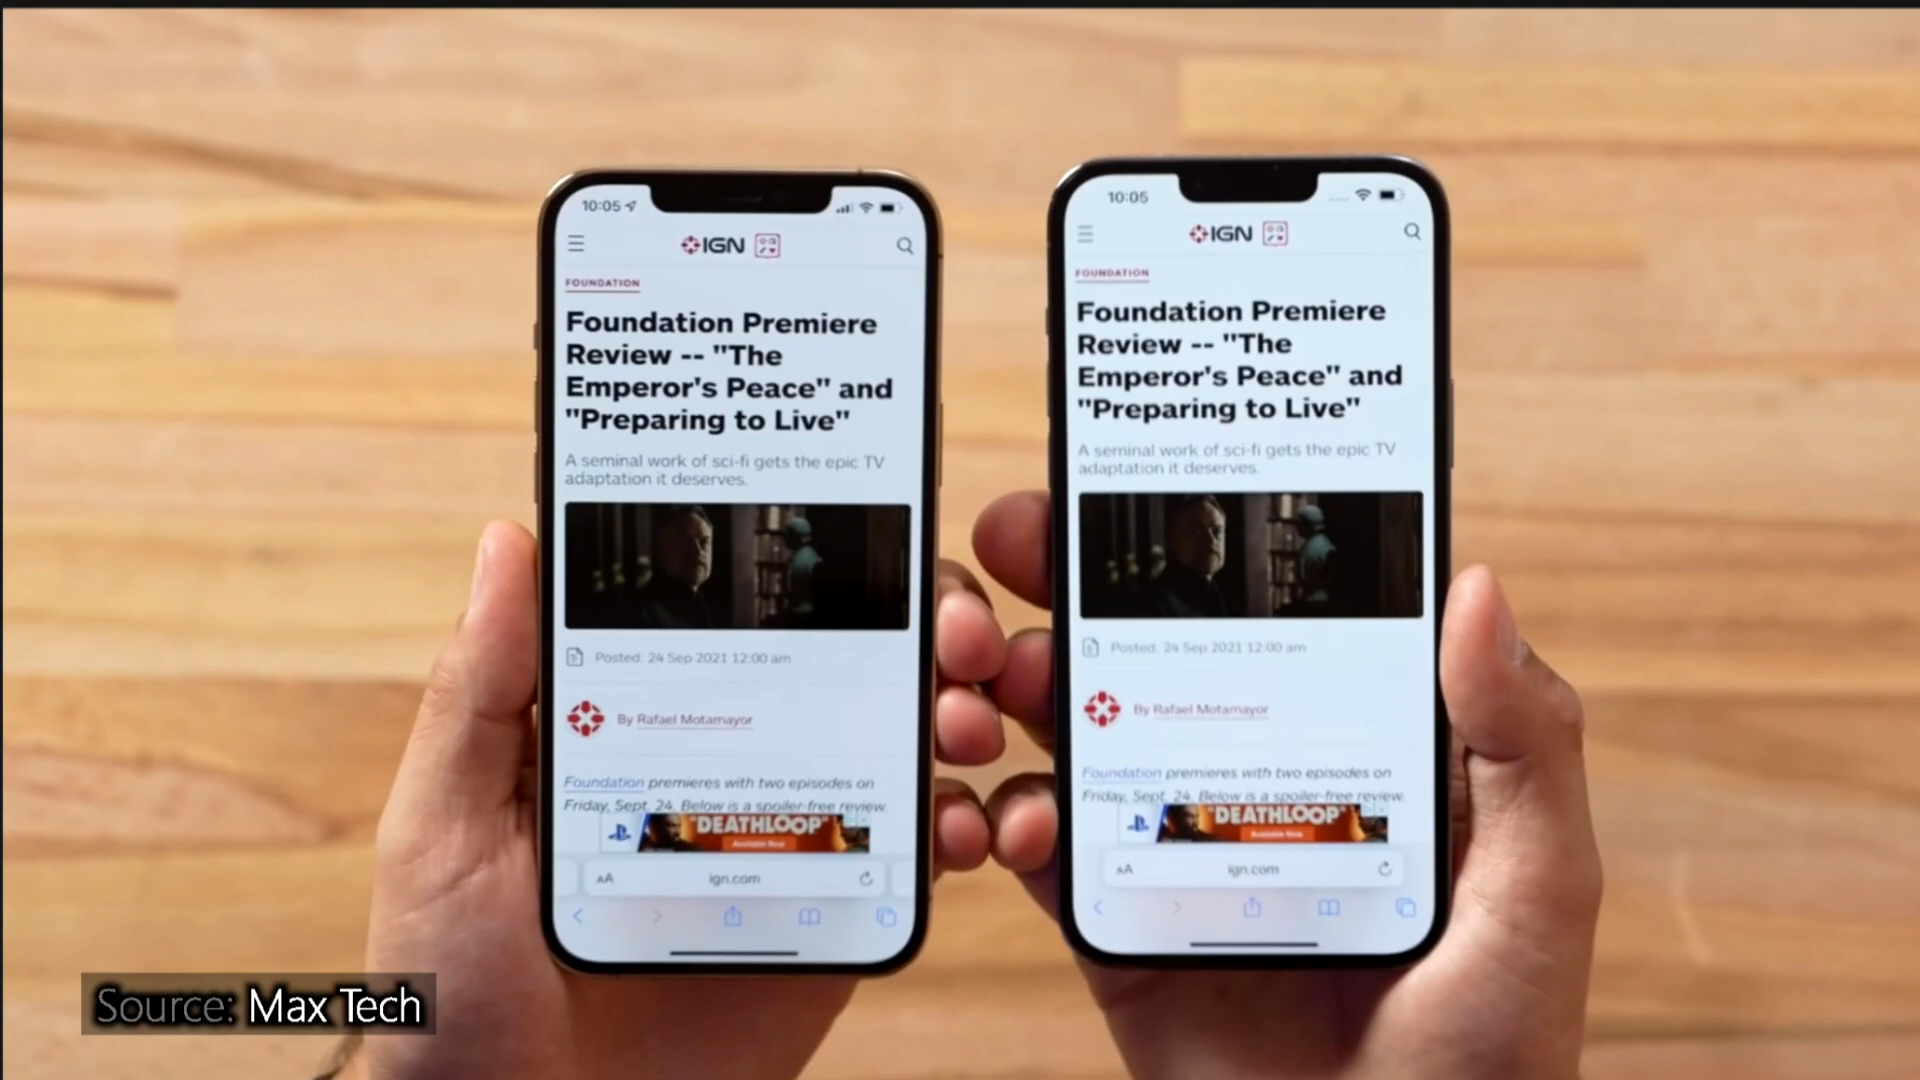 10:05
IGN
FOUNDATION
Foundation Premiere
Review -- "The
Emperor's Peace" and
"Preparing to Live"
A seminal work of sci-fi gets the epic TV
adaptation it deserves.
Posted: 24 Sep 2021 12:00 am
By Rafael Motamayor
Foundation premieres with two episodes on
Friday, Sept. 24. Below is a spoiler-free review.
"DEATHLOOP"
Available Now
AA ign.com
10:05
IGN
FOUNDATION
Foundation Premiere
Review -- "The
Emperor's Peace" and
"Preparing to Live"
A seminal work of sci-fi gets the epic TV
adaptation it deserves.
Posted: 24 Sep 2021 12:00 am
By Rafael Motamayor
Foundation premieres with two episodes on
Friday, Sept. 24. Below is a spoiler-free review.
"DEATHLOOP"
Available Now
AA ign.com
Source: Max Tech